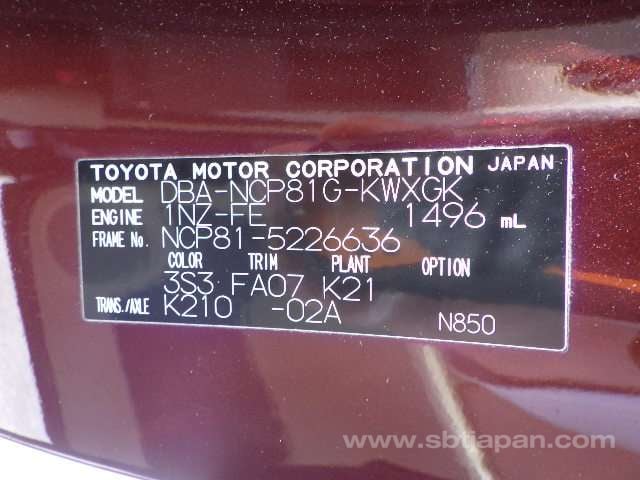 TOYOTA MOTOR CORPORATION JAPAN
MODEL DBA-NCP81G-KWXGK
ENGINE 1NZ-FE 1496 mL
FRAME No. NCP81-5226636
COLOR TRIM PLANT OPTION
3S3 FA07 K21
TRANS./AXLE K210 -02A N850
www.sbtjapan.com